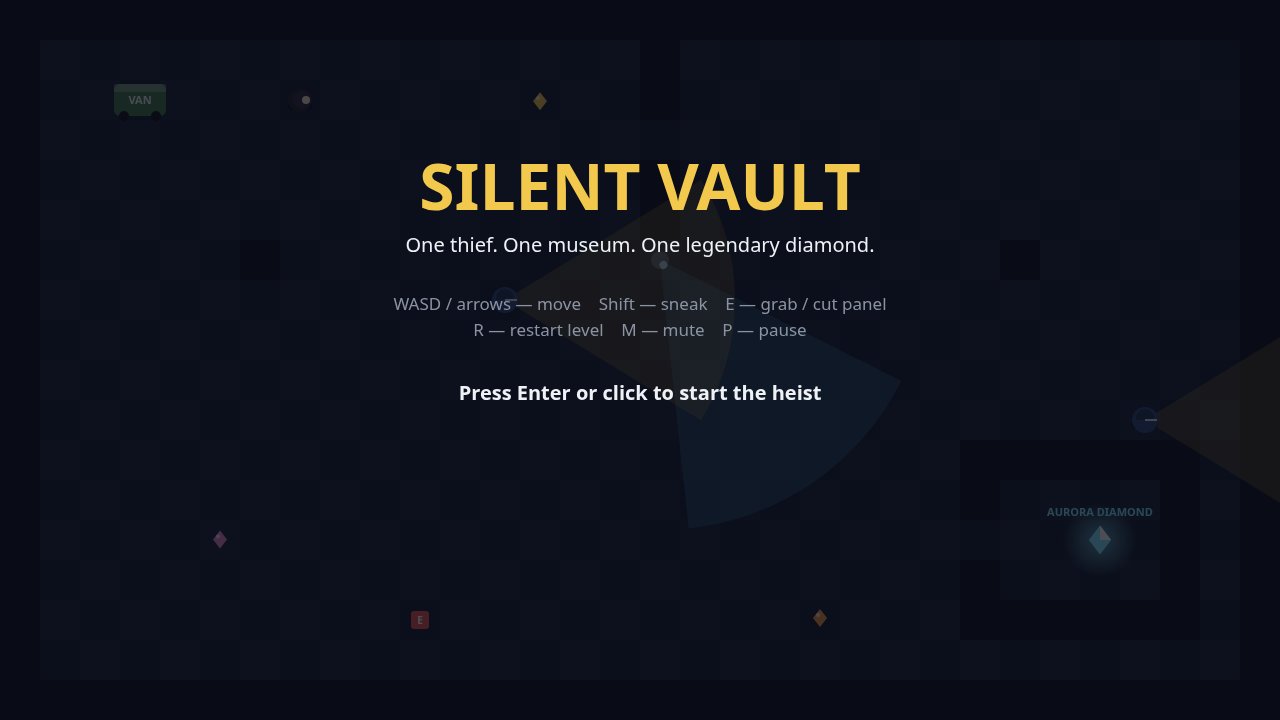 VAN
SILENT VAULT
One thief. One museum. One legendary diamond.
WASD / arrows — move Shift — sneak E — grab / cut panel
R — restart level M — mute P — pause
Press Enter or click to start the heist
AURORA DIAMOND
E